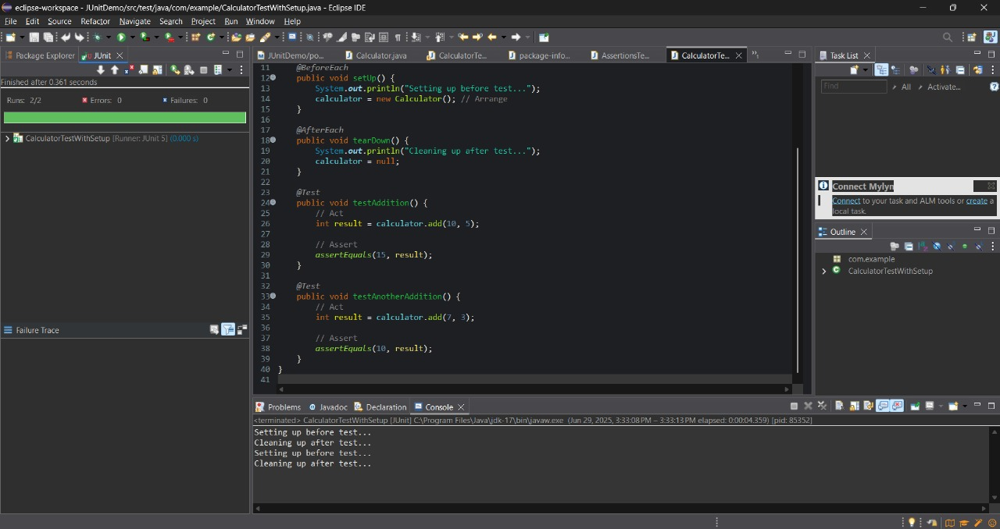 eclipse-workspace - JUnitDemo/src/test/java/com/example/CalculatorTestWithSetup.java - Eclipse IDE
File Edit Source Refactor Navigate Search Project Run Window Help
Package Explorer JUnit
Finished after 0.361 seconds
Runs: 2/2 Errors: 0 Failures: 0
CalculatorTestWithSetup [Runner: JUnit 5] (0.000 s)
Failure Trace
JUnitDemo/po... Calculator.java CalculatorTe... package-info... AssertionsTe... CalculatorTe... 1
11 @BeforeEach
12 public void setUp() {
13 System.out.println("Setting up before test...");
14 calculator = new Calculator(); // Arrange
15 }
16
17 @AfterEach
18 public void tearDown() {
19 System.out.println("Cleaning up after test...");
20 calculator = null;
21 }
22
23 @Test
24 public void testAddition() {
25 // Act
26 int result = calculator.add(10, 5);
27
28 // Assert
29 assertEquals(15, result);
30 }
31
32 @Test
33 public void testAnotherAddition() {
34 // Act
35 int result = calculator.add(7, 3);
36
37 // Assert
38 assertEquals(10, result);
39 }
40 }
41
Task List
Find All Activate...
Connect Mylyn
Connect to your task and ALM tools or create a
local task.
Outline
com.example
CalculatorTestWithSetup
Problems Javadoc Declaration Console
<terminated> CalculatorTestWithSetup [JUnit] C:\Program Files\Java\jdk-17\bin\javaw.exe (Jun 29, 2025, 3:33:08 PM – 3:33:13 PM elapsed: 0:00:04.359) [pid: 85352]
Setting up before test...
Cleaning up after test...
Setting up before test...
Cleaning up after test...